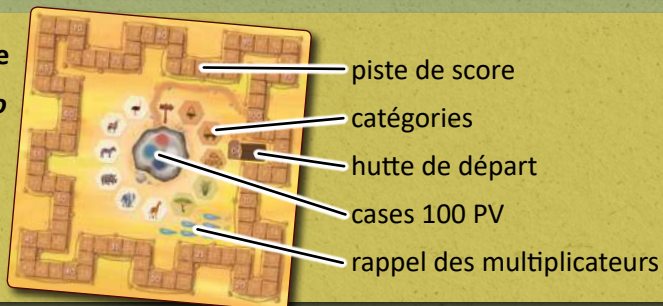 e
piste de score
o
catégories
hutte de départ
cases 100 PV
rappel des multiplicateurs